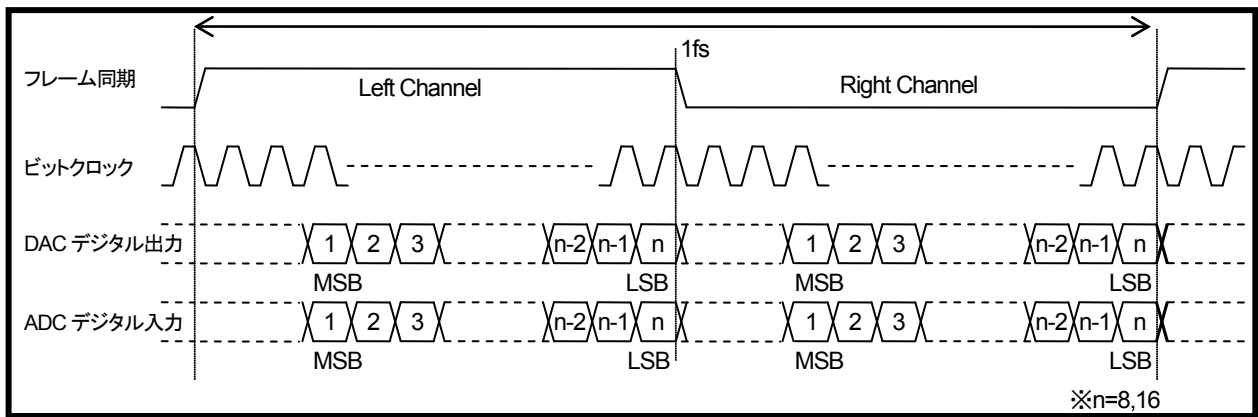 1fs
フレーム同期 Left Channel Right Channel
ビットクロック
DAC デジタル出力 1 2 3 n-2 n-1 n 1 2 3 n-2 n-1 n
MSB LSB MSB LSB
ADC デジタル入力 1 2 3 n-2 n-1 n 1 2 3 n-2 n-1 n
MSB LSB MSB LSB
※n=8,16